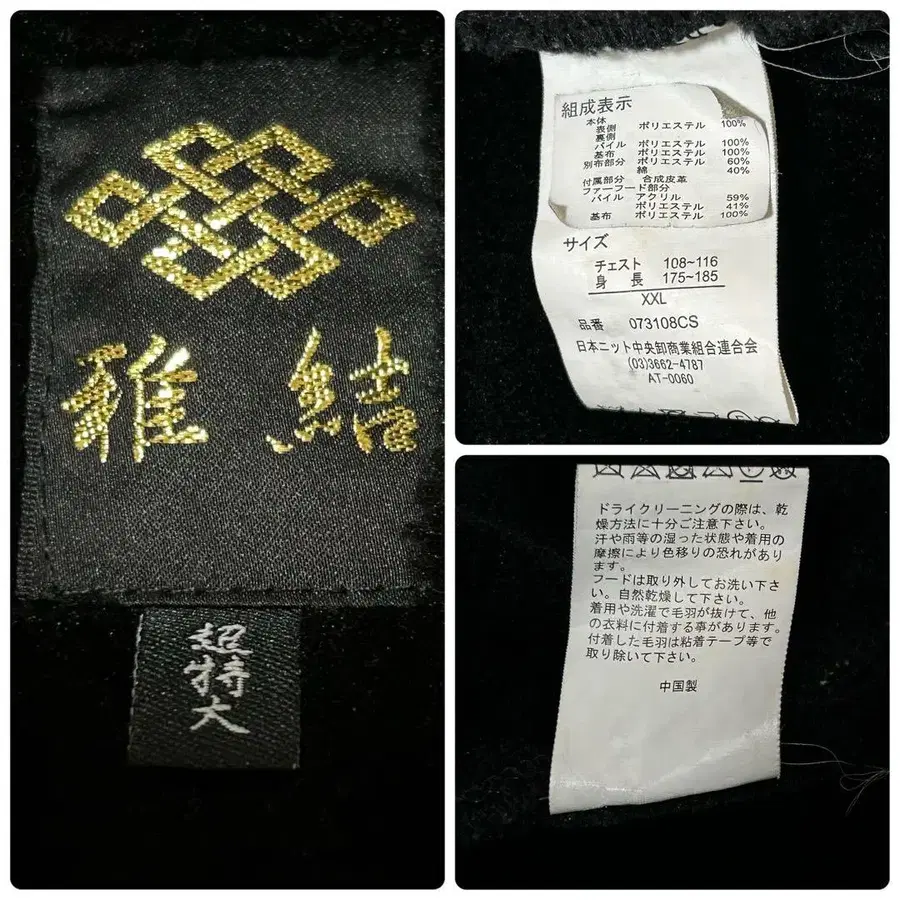 雅結
超特大
組成表示
本体
表側 ポリエステル 100%
裏側
パイル ポリエステル 100%
基布 ポリエステル 100%
別布部分 ポリエステル 60%
綿 40%
付属部分 合成皮革
ファーフード部分
パイル アクリル 59%
ポリエステル 41%
基布 ポリエステル 100%
サイズ
チェスト 108~116
身長 175~185
XXL
品番 073108CS
日本ニット中央卸商業組合連合会
(03)3662-4787
AT-0060
ドライクリーニングの際は、乾
燥方法に十分ご注意下さい。
汗や雨等の湿った状態や着用の
摩擦により色移りの恐れがあり
ます。
フードは取り外してお洗い下さ
い。自然乾燥して下さい。
着用や洗濯で毛羽が抜けて、他
の衣料に付着する事があります。
付着した毛羽は粘着テープ等で
取り除いて下さい。
中国製